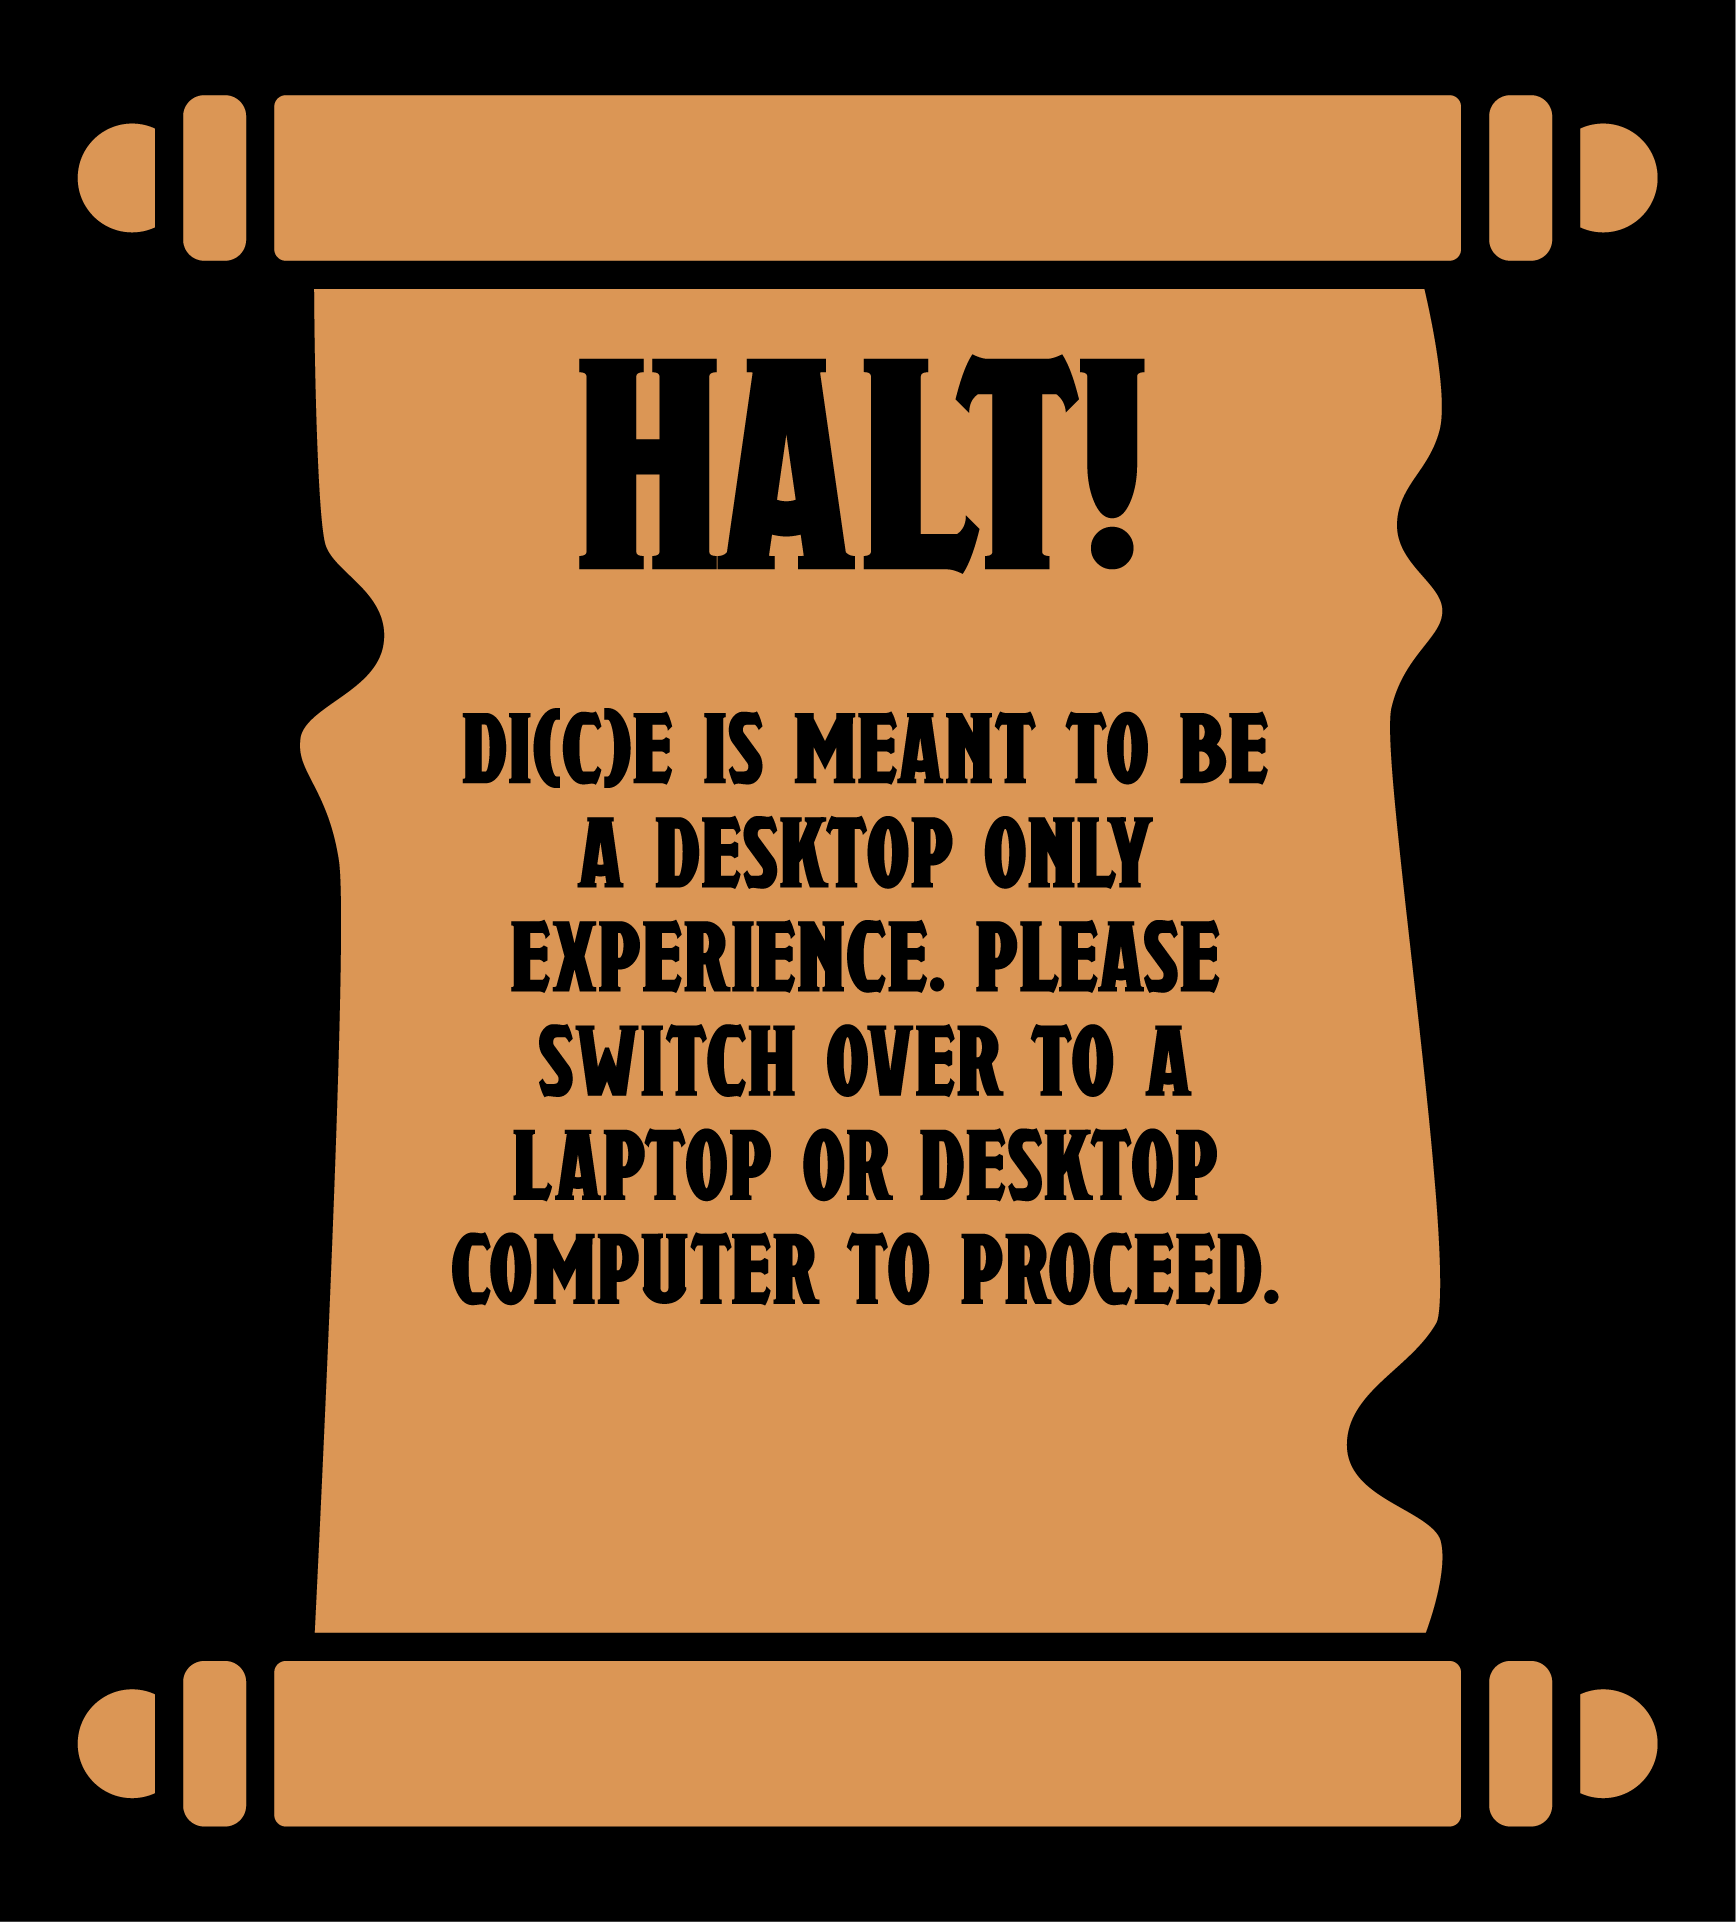 HALT!
DI(C)E IS MEANT TO BE
A DESKTOP ONLY
EXPERIENCE. PLEASE
SWITCH OVER TO A
LAPTOP OR DESKTOP
COMPUTER TO PROCEED.